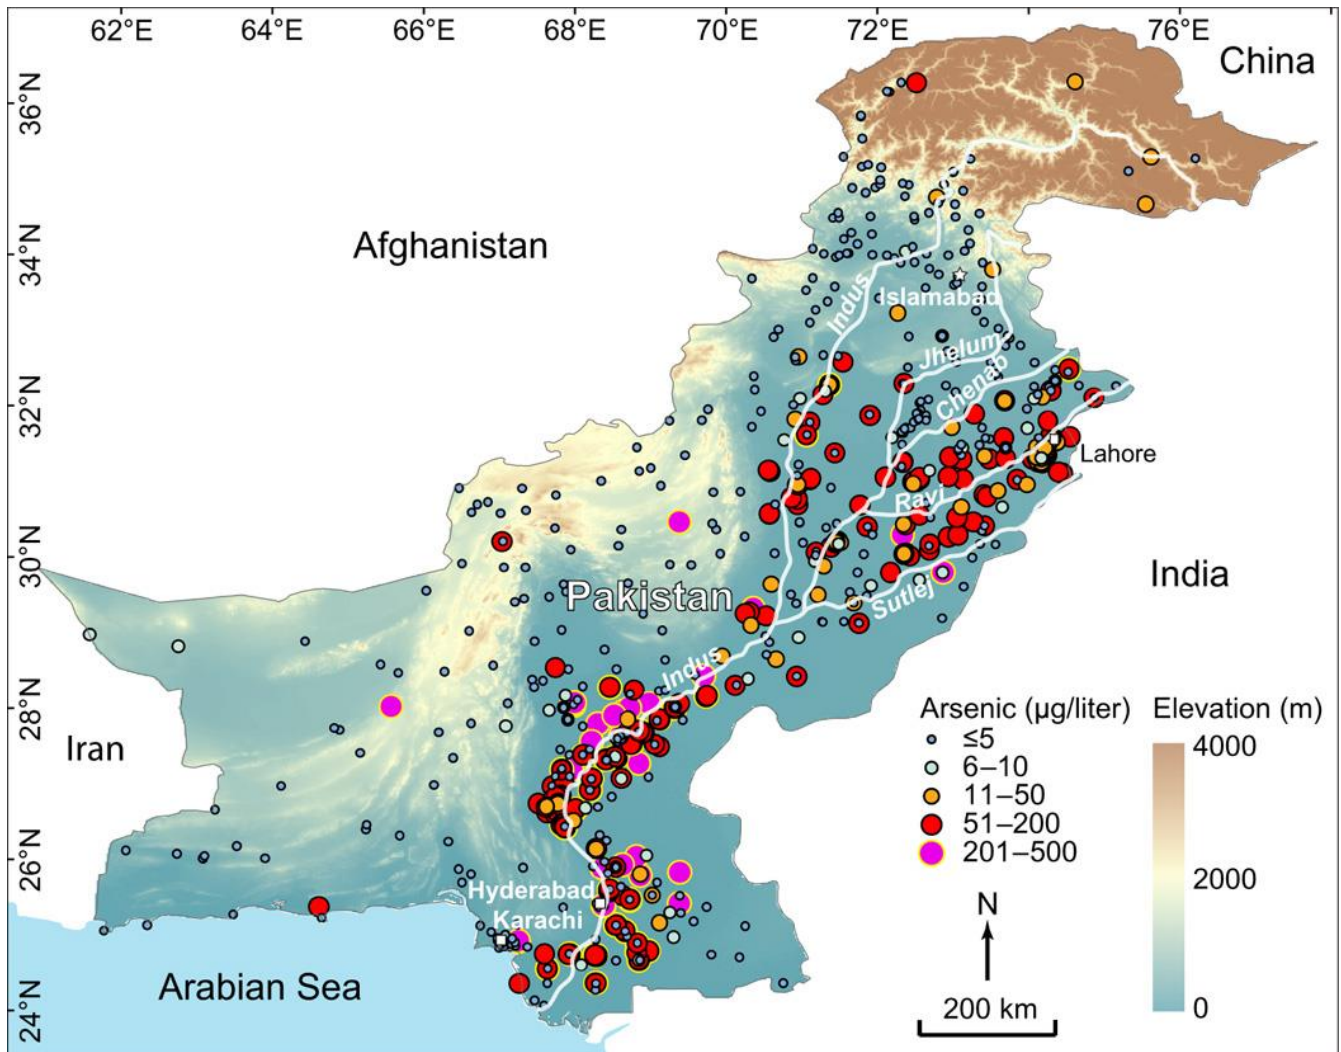 62°E 64°E 66°E 68°E 70°E 72°E 76°E
36°N
34°N
32°N
30°N
28°N
26°N
24°N
China
Afghanistan
Indus
Islamabad
Jhelum
Chenab
Lahore
Ravi
India
Pakistan
Sutlej
Indus
Iran
Hyderabad
Karachi
Arabian Sea
Arsenic (µg/liter)
≤5
6–10
11–50
51–200
201–500
Elevation (m)
4000
2000
0
N
200 km